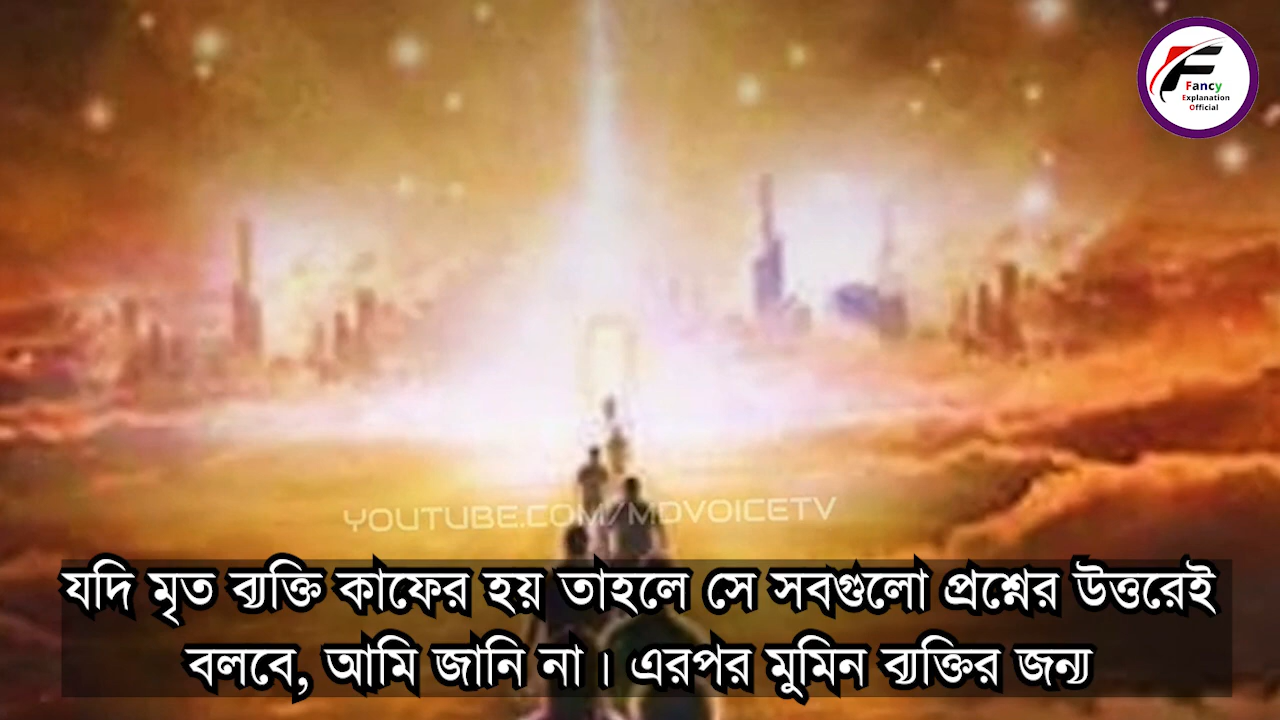 Fancy
Explanation
Official
YOUTUBE.COM/MDVOICETV
যদি মৃত ব্যক্তি কাফের হয় তাহলে সে সবগুলো প্রশ্নের উত্তরেই
বলবে, আমি জানি না। এরপর মুমিন ব্যক্তির জন্য